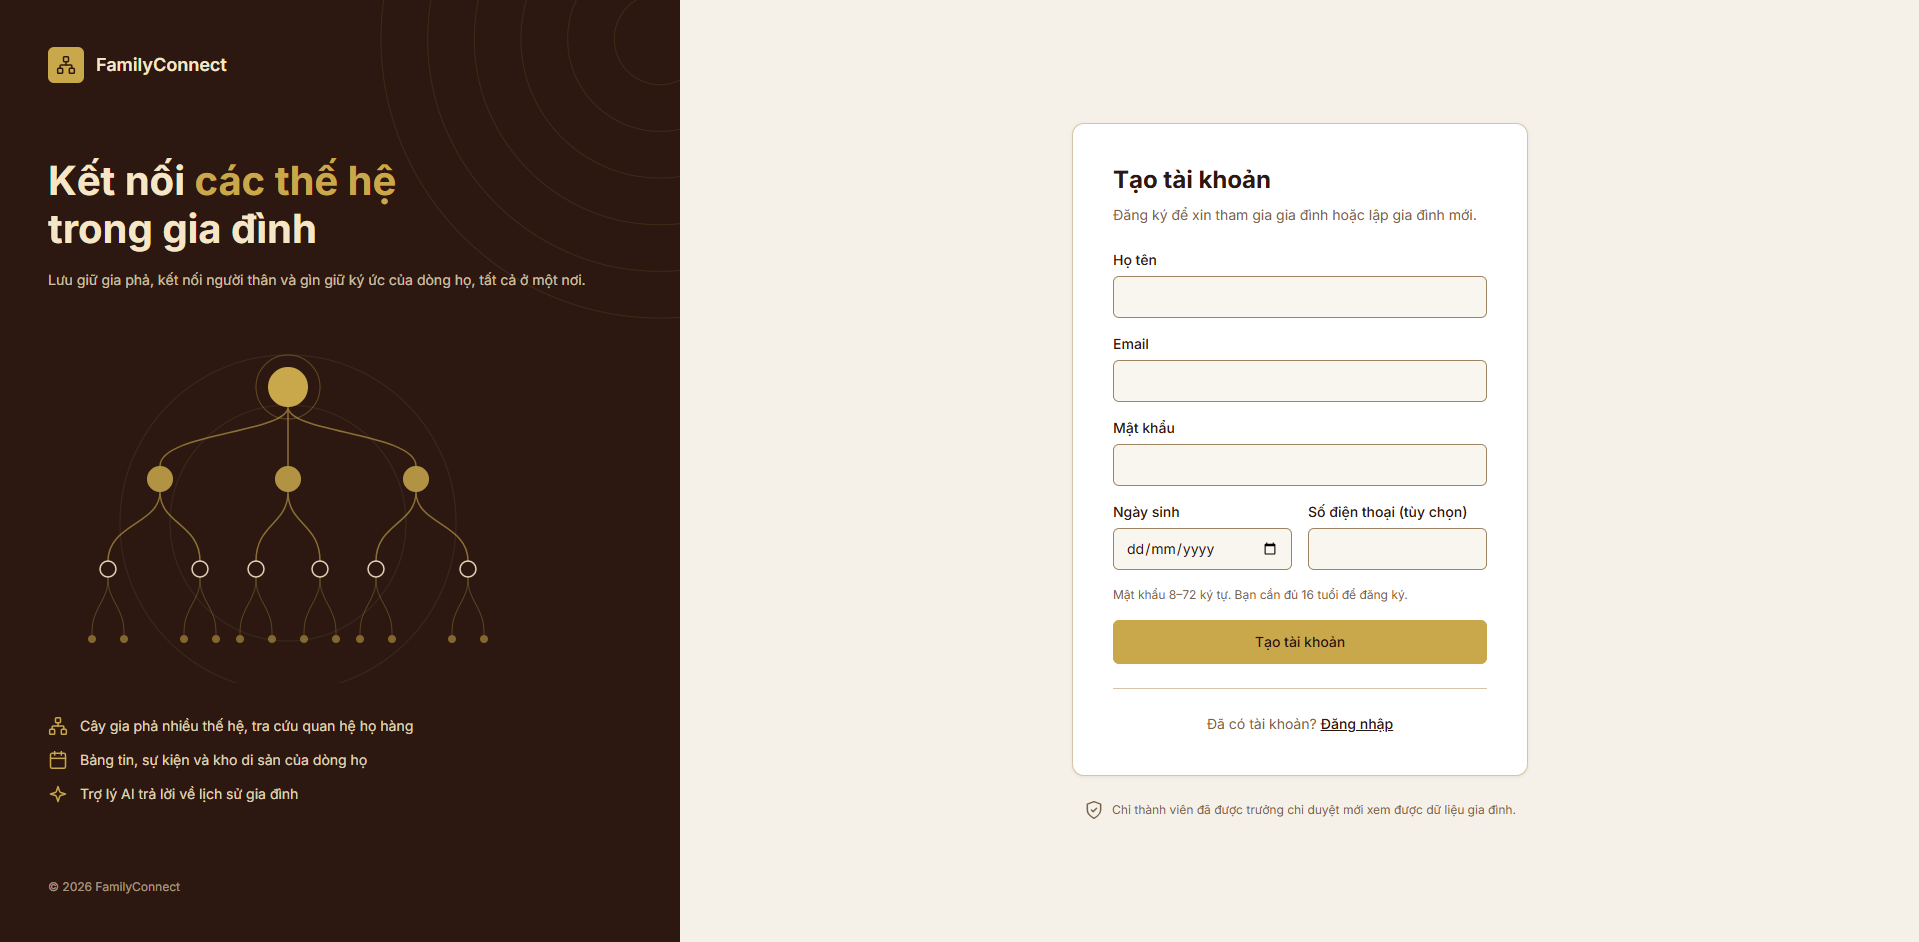 FamilyConnect
Kết nối các thế hệ
trong gia đình
Lưu giữ gia phả, kết nối người thân và gìn giữ ký ức của dòng họ, tất cả ở một nơi.
Cây gia phả nhiều thế hệ, tra cứu quan hệ họ hàng
Bảng tin, sự kiện và kho di sản của dòng họ
Trợ lý AI trả lời về lịch sử gia đình
© 2026 FamilyConnect
Tạo tài khoản
Đăng ký để xin tham gia gia đình hoặc lập gia đình mới.
Họ tên
Email
Mật khẩu
Ngày sinh
Số điện thoại (tùy chọn)
dd/mm/yyyy
Mật khẩu 8–72 ký tự. Bạn cần đủ 16 tuổi để đăng ký.
Tạo tài khoản
Đã có tài khoản? Đăng nhập
Chỉ thành viên đã được trưởng chi duyệt mới xem được dữ liệu gia đình.